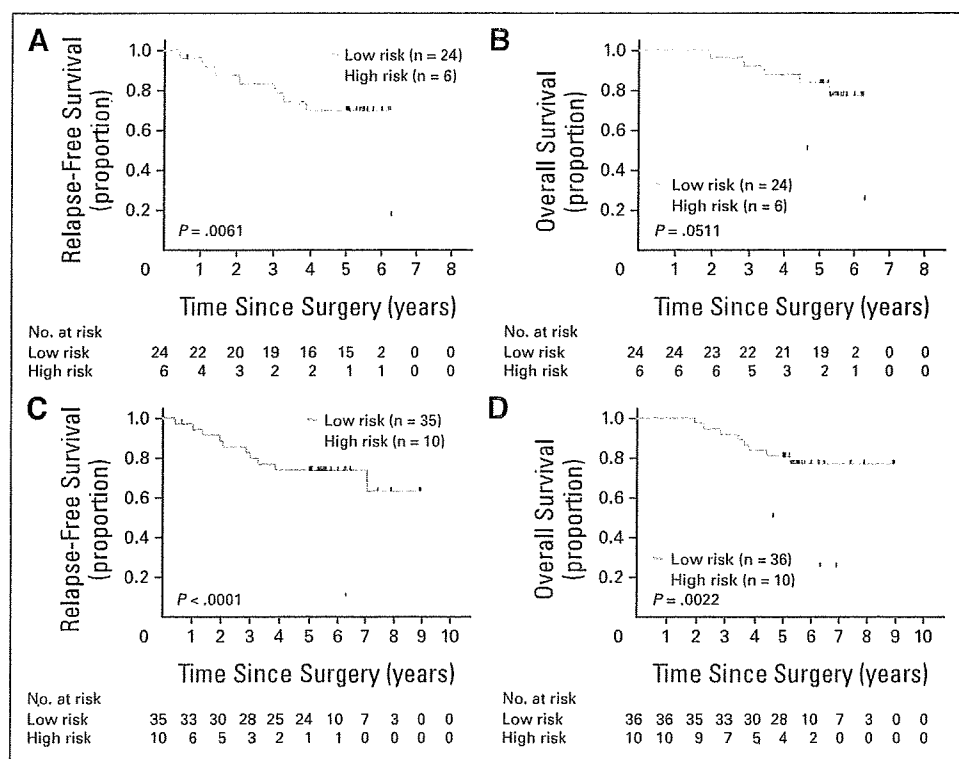 A
Relapse-Free Survival
(proportion)
1.0
0.8
0.6
0.4
0.2
0
Low risk (n = 24)
High risk (n = 6)
P = .0061
1 2 3 4 5 6 7 8
Time Since Surgery (years)
No. at risk
Low risk 24 22 20 19 16 15 2 0 0
High risk 6 4 3 2 2 1 1 0 0
B
Overall Survival
(proportion)
1.0
0.8
0.6
0.4
0.2
0
Low risk (n = 24)
High risk (n = 6)
P = .0511
1 2 3 4 5 6 7 8
Time Since Surgery (years)
24 24 23 22 21 19 2 0 0
6 6 6 5 3 2 1 0 0
C
Relapse-Free Survival
(proportion)
1.0
0.8
0.6
0.4
0.2
0
Low risk (n = 35)
High risk (n = 10)
P < .0001
1 2 3 4 5 6 7 8 9 10
Time Since Surgery (years)
No. at risk
Low risk 35 33 30 28 25 24 10 7 3 0 0
High risk 10 6 5 3 2 1 1 0 0 0 0
D
Overall Survival
(proportion)
1.0
0.8
0.6
0.4
0.2
0
Low risk (n = 36)
High risk (n = 10)
P = .0022
1 2 3 4 5 6 7 8 9 10
Time Since Surgery (years)
No. at risk
Low risk 36 36 35 33 30 28 10 7 3 0 0
High risk 10 10 9 7 5 4 2 0 0 0 0